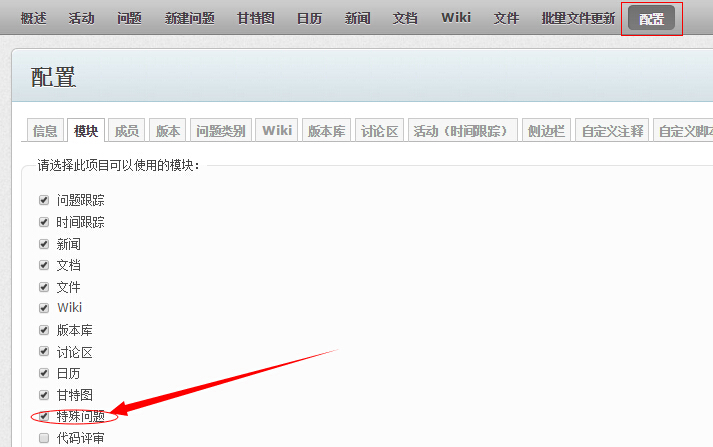 概述 活动 问题 新建问题 甘特图 日历 新闻 文档 Wiki 文件 批量文件更新 配置
配置
信息 模块 成员 版本 问题类别 Wiki 版本库 讨论区 活动（时间跟踪） 侧边栏 自定义注释 自定义脚本
请选择此项目可以使用的模块：
问题跟踪
时间跟踪
新闻
文档
文件
Wiki
版本库
讨论区
日历
甘特图
特殊问题
代码评审